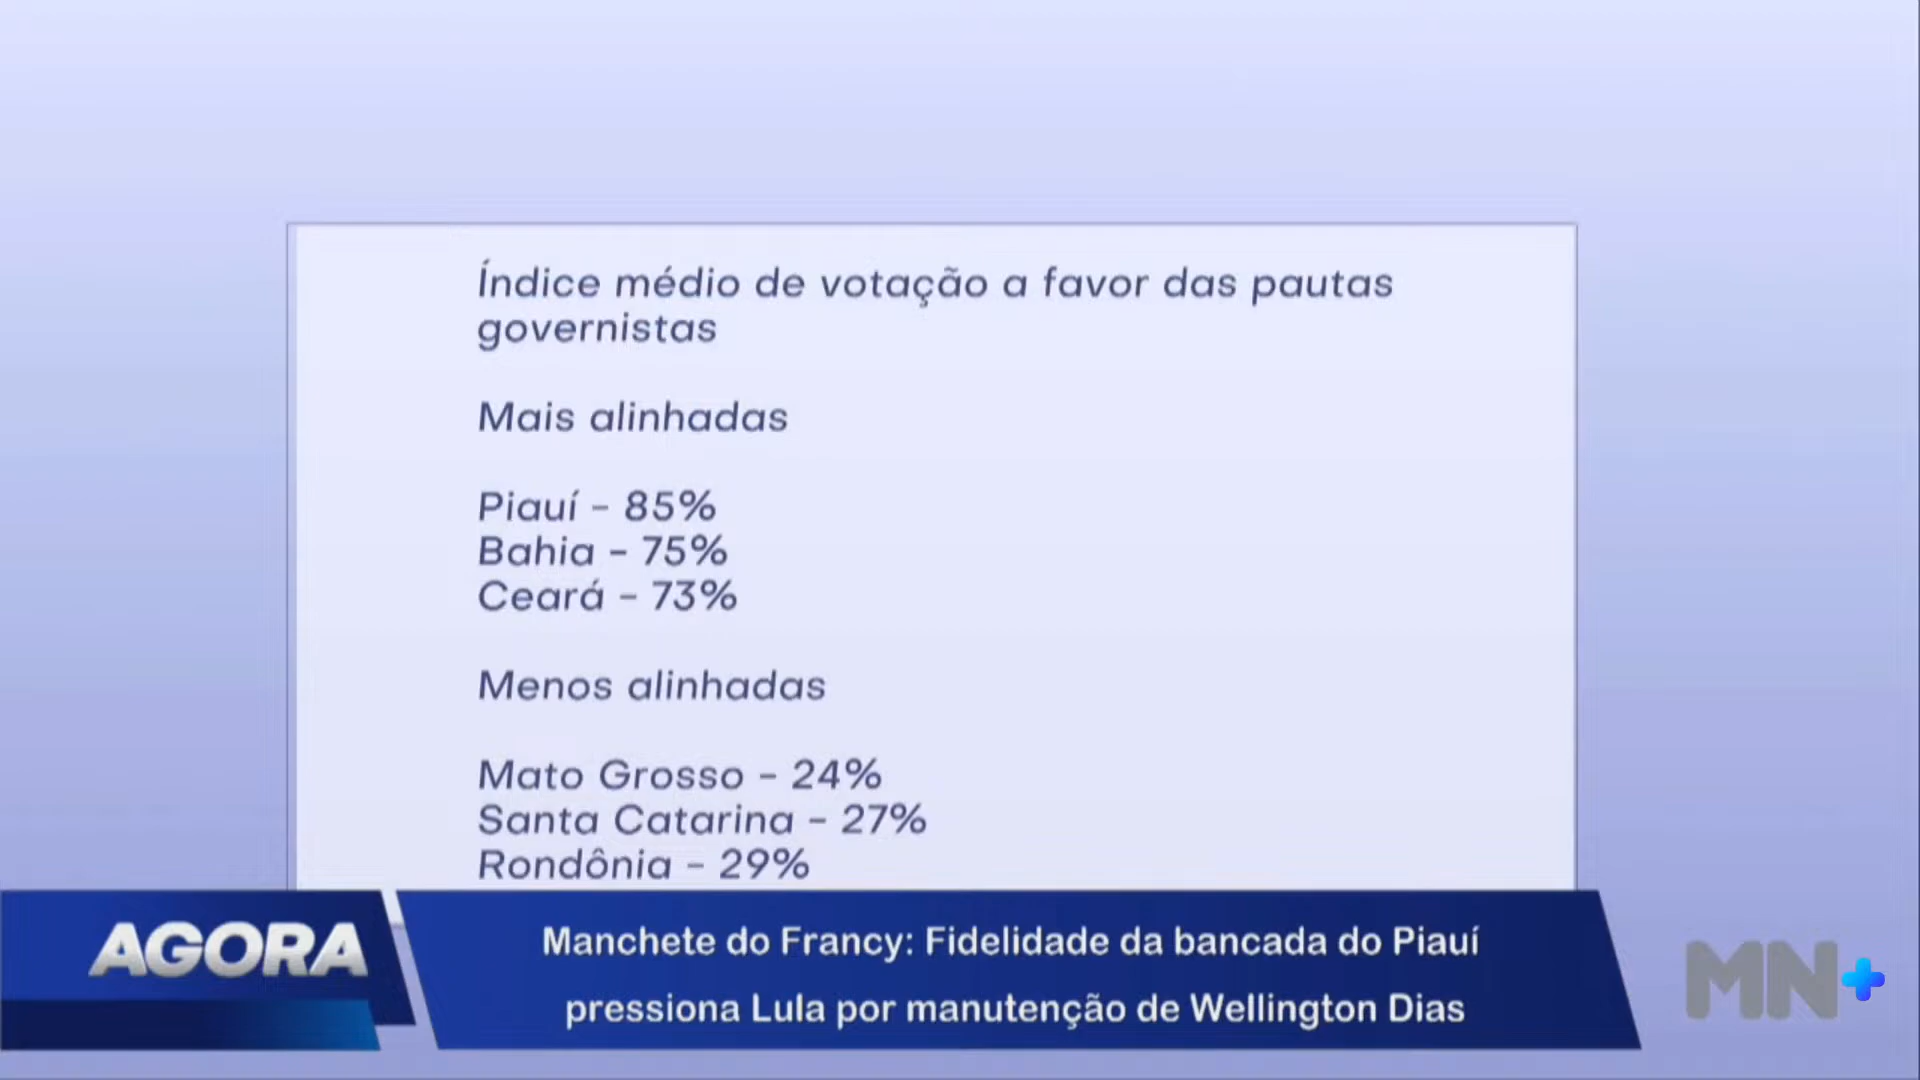 Índice médio de votação a favor das pautas
governistas
Mais alinhadas
Piauí - 85%
Bahia - 75%
Ceará - 73%
Menos alinhadas
Mato Grosso - 24%
Santa Catarina - 27%
Rondônia - 29%
AGORA
Manchete do Francy: Fidelidade da bancada do Piauí
pressiona Lula por manutenção de Wellington Dias
MN+